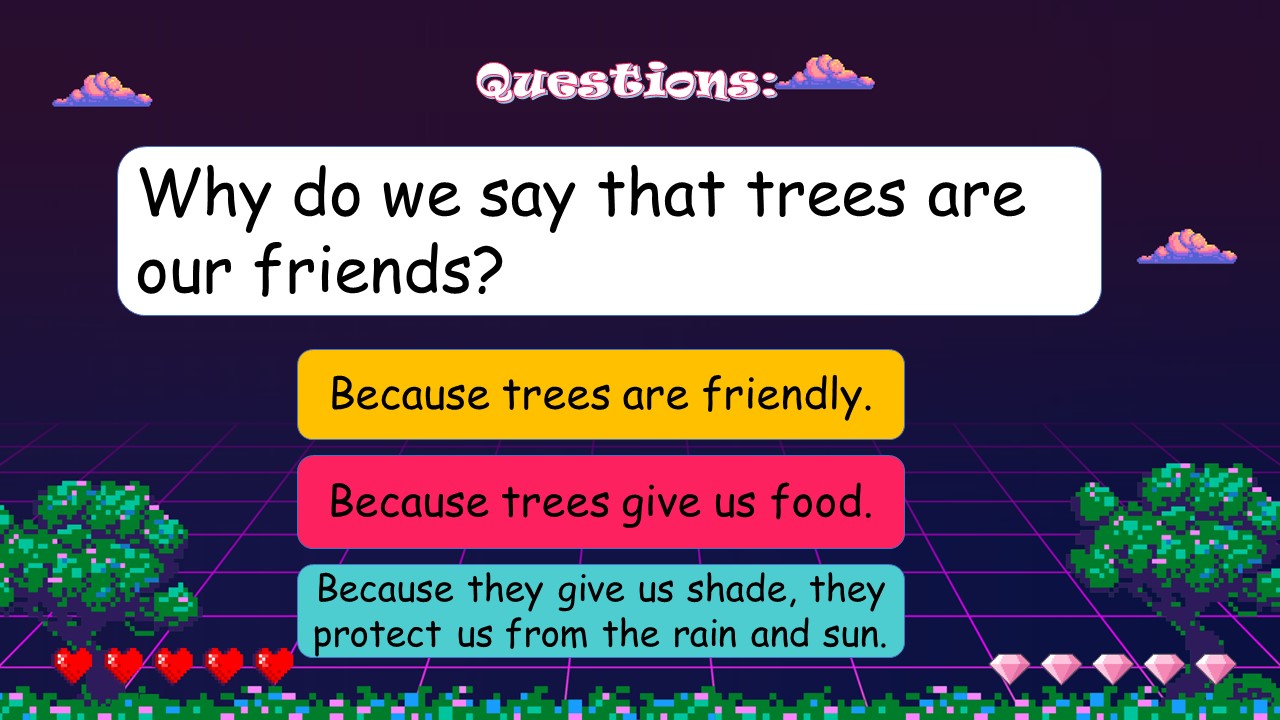 Questions:
Why do we say that trees are
our friends?
Because trees are friendly.
Because trees give us food.
Because they give us shade, they
protect us from the rain and sun.